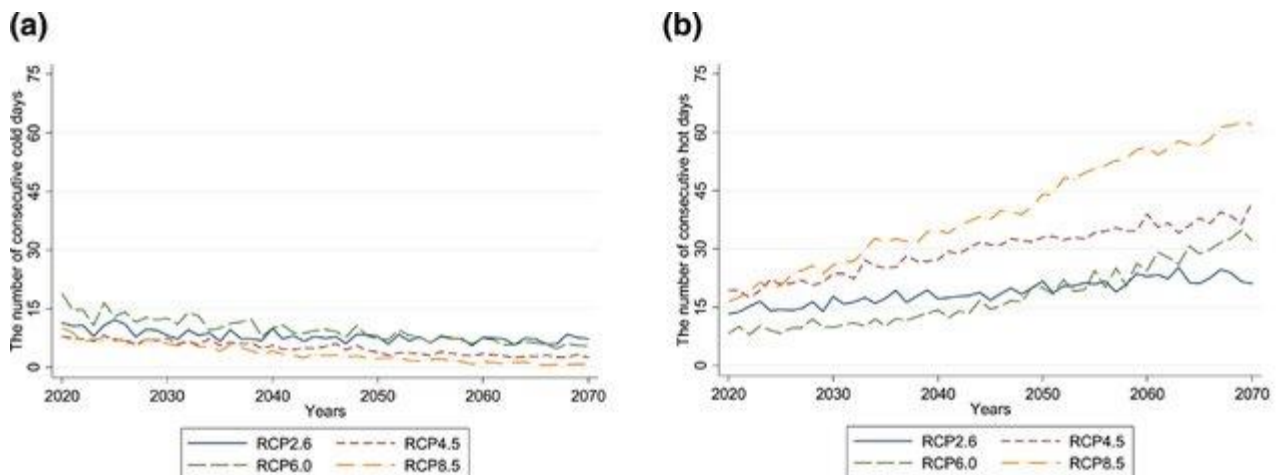 (a)
The number of consecutive cold days
75
60
45
30
15
0
2020 2030 2040 2050 2060 2070
Years
RCP2.6 RCP4.5
RCP6.0 RCP8.5
(b)
The number of consecutive hot days
75
60
45
30
15
0
2020 2030 2040 2050 2060 2070
Years
RCP2.6 RCP4.5
RCP6.0 RCP8.5